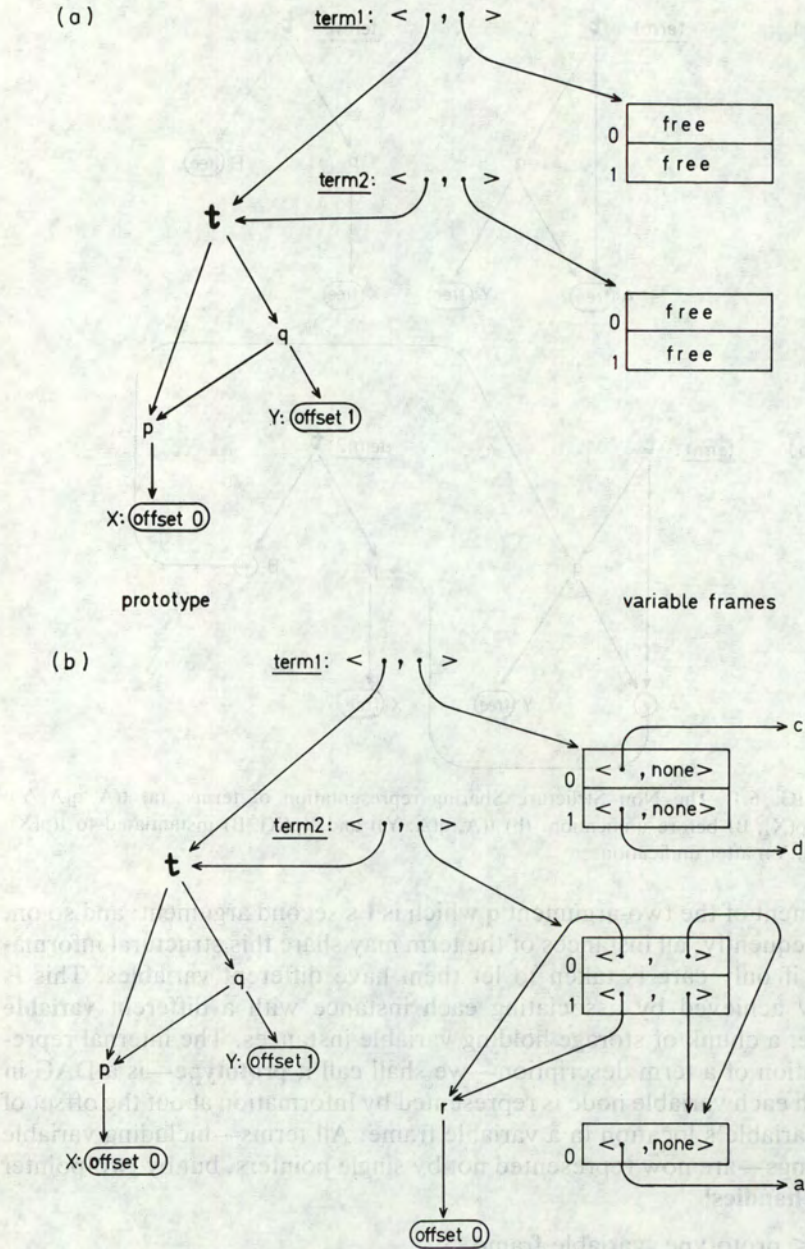 (a)
term1: < . , . >
0 free
1 free
term2: < . , . >
t
0 free
1 free
q
p
Y: offset 1
X: offset 0
prototype
variable frames
(b)
term1: < . , . >
c
0 < . , none>
1 < . , none>
term2: < . , . >
d
t
0 < . , . >
1 < . , . >
q
p
Y: offset 1
r
0 < . , none>
X: offset 0
a
offset 0